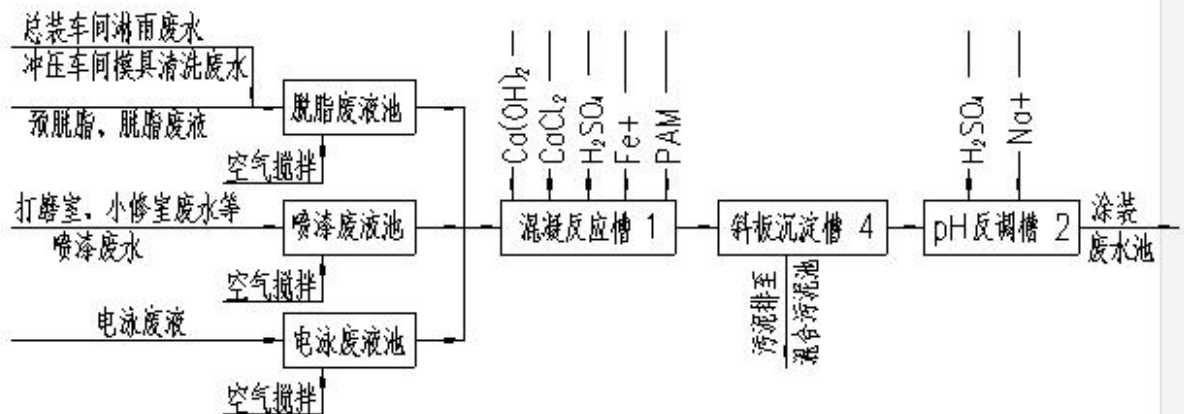 总装车间淋雨废水
冲压车间模具清洗废水
预脱脂、脱脂废液
脱脂废液池
空气搅拌
打磨室、小修室废水等
喷漆废水
喷漆废液池
空气搅拌
电泳废液
电泳废液池
空气搅拌
Ca(OH)₂
CaCl₂
H₂SO₄
Fe+
PAM
混凝反应槽 1
斜板沉淀槽 4
污泥排至
混合污泥池
H₂SO₄
Na+
pH反调槽 2
涂装
废水池